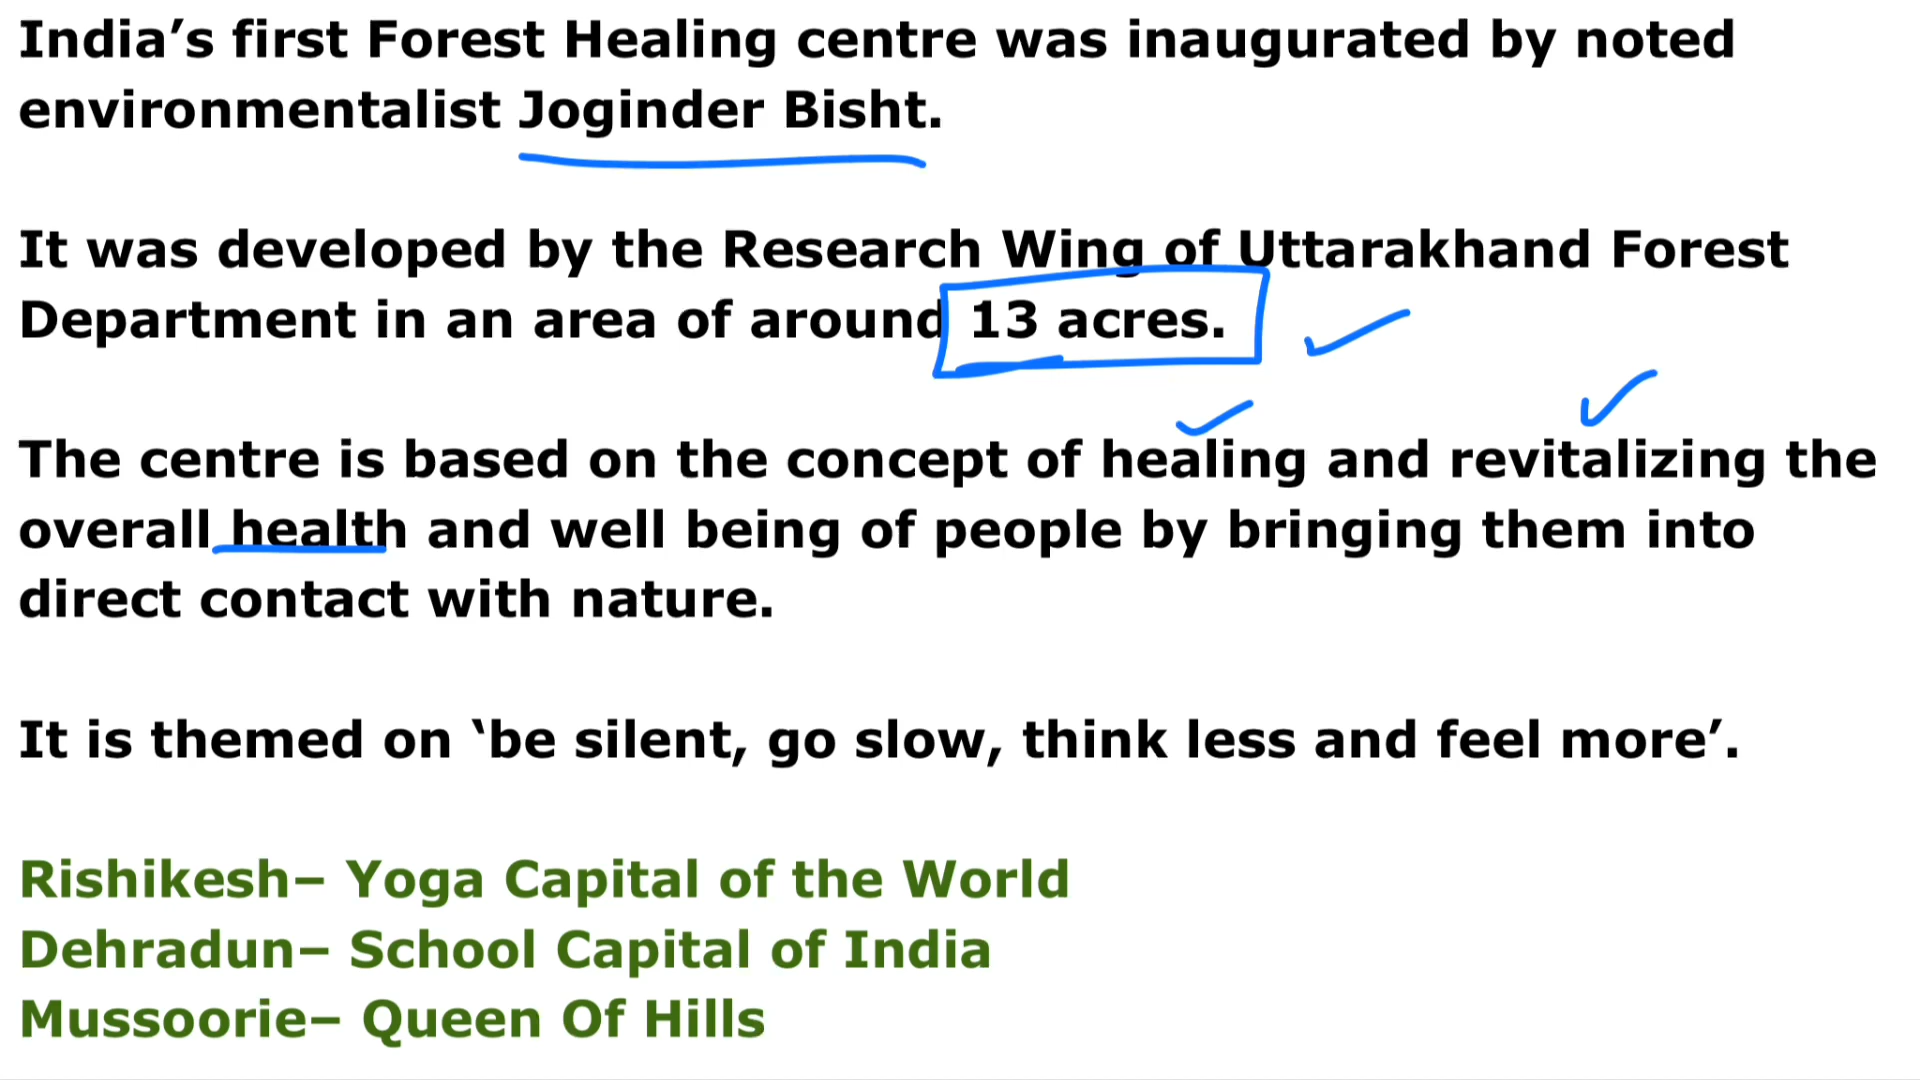 India’s first Forest Healing centre was inaugurated by noted
environmentalist Joginder Bisht.
It was developed by the Research Wing of Uttarakhand Forest
Department in an area of around 13 acres.
The centre is based on the concept of healing and revitalizing the
overall health and well being of people by bringing them into
direct contact with nature.
It is themed on ‘be silent, go slow, think less and feel more’.
Rishikesh– Yoga Capital of the World
Dehradun– School Capital of India
Mussoorie– Queen Of Hills